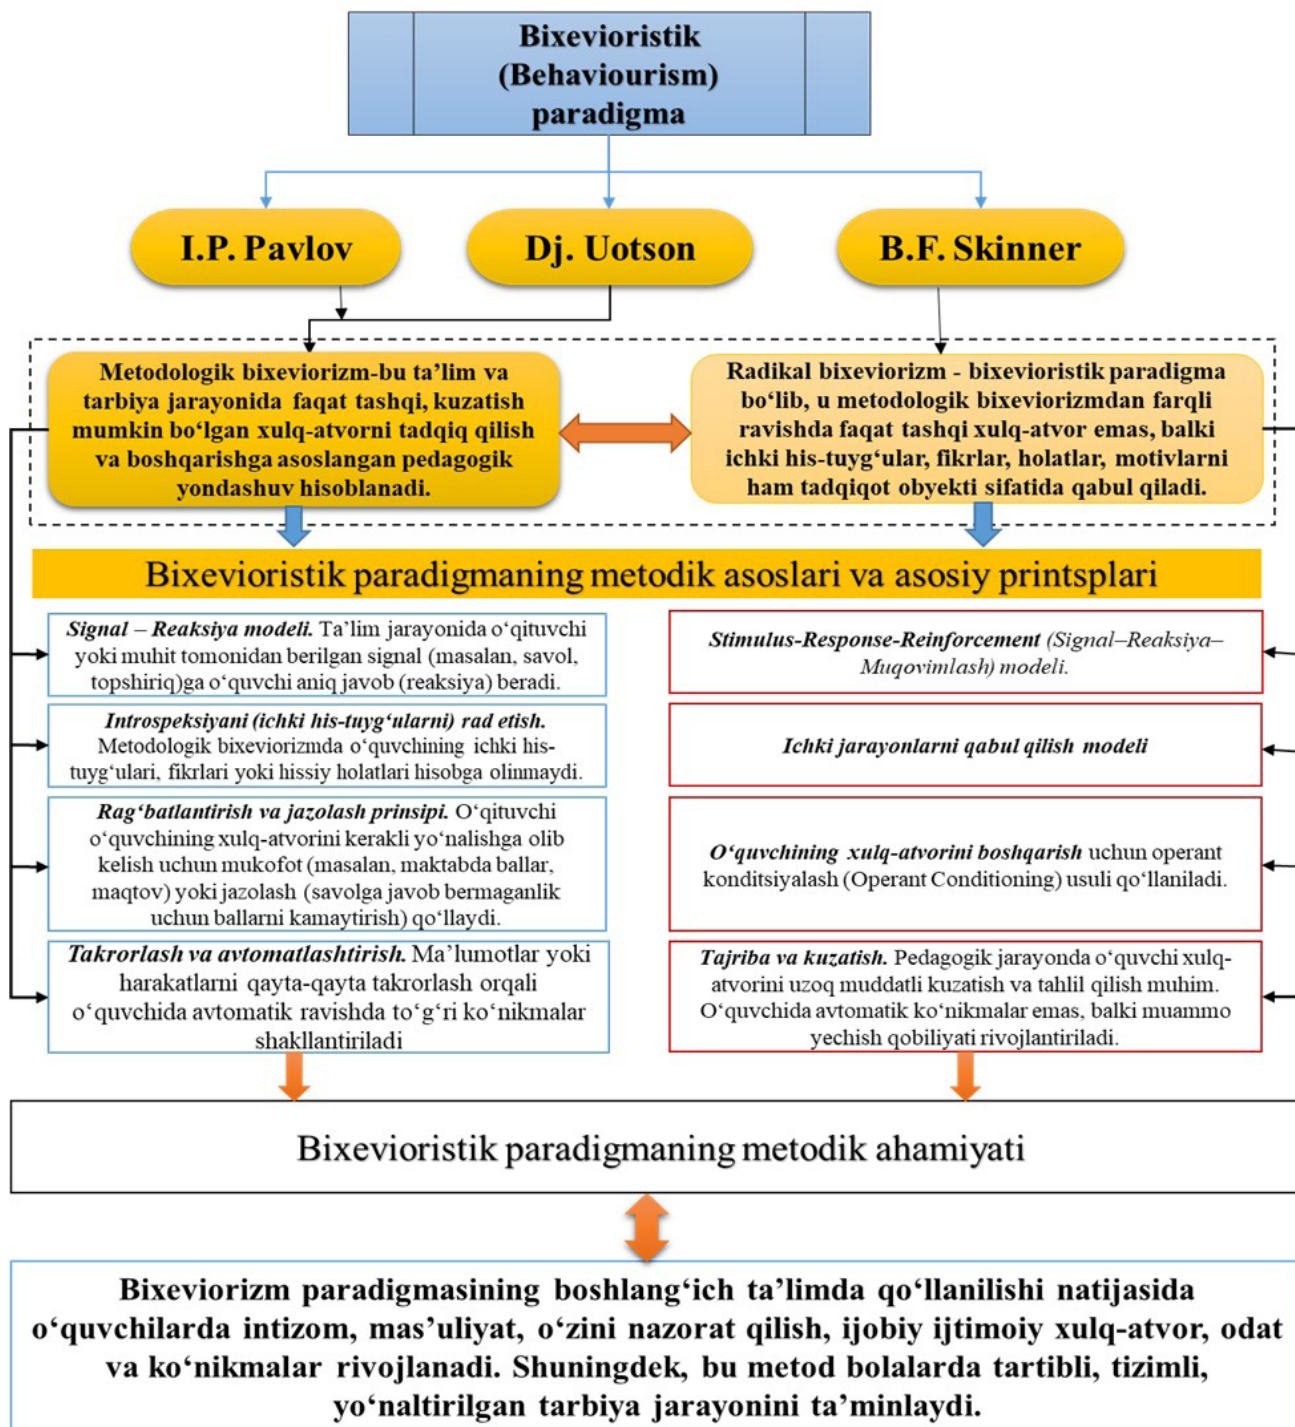 Bixevioristik
(Behaviourism)
paradigma
I.P. Pavlov
Dj. Uotson
B.F. Skinner
Metodologik bixeviorizm-bu ta’lim va
tarbiya jarayonida faqat tashqi, kuzatish
mumkin bo‘lgan xulq-atvorni tadqiq qilish
va boshqarishga asoslangan pedagogik
yondashuv hisoblanadi.
Radikal bixeviorizm - bixevioristik paradigma
bo‘lib, u metodologik bixeviorizmdan farqli
ravishda faqat tashqi xulq-atvor emas, balki
ichki his-tuyg‘ular, fikrlar, holatlar, motivlarni
ham tadqiqot obyekti sifatida qabul qiladi.
Bixevioristik paradigmaning metodik asoslari va asosiy printsplari
Signal – Reaksiya modeli. Ta’lim jarayonida o‘qituvchi
yoki muhit tomonidan berilgan signal (masalan, savol,
topshiriq)ga o‘quvchi aniq javob (reaksiya) beradi.
Introspeksiyani (ichki his-tuyg‘ularni) rad etish.
Metodologik bixeviorizmda o‘quvchining ichki his-
tuyg‘ulari, fikrlari yoki hissiy holatlari hisobga olinmaydi.
Rag‘batlantirish va jazolash prinsipi. O‘qituvchi
o‘quvchining xulq-atvorini kerakli yo‘nalishga olib
kelish uchun mukofot (masalan, maktabda ballar,
maqtov) yoki jazolash (savolga javob bermaganlik
uchun ballarni kamaytirish) qo‘llaydi.
Takrorlash va avtomatlashtirish. Ma’lumotlar yoki
harakatlarni qayta-qayta takrorlash orqali
o‘quvchida avtomatik ravishda to‘g‘ri ko‘nikmalar
shakllantiriladi
Stimulus-Response-Reinforcement (Signal–Reaksiya–
Muqovimlash) modeli.
Ichki jarayonlarni qabul qilish modeli
O‘quvchining xulq-atvorini boshqarish uchun operant
konditsiyalash (Operant Conditioning) usuli qo‘llaniladi.
Tajriba va kuzatish. Pedagogik jarayonda o‘quvchi xulq-
atvorini uzoq muddatli kuzatish va tahlil qilish muhim.
O‘quvchida avtomatik ko‘nikmalar emas, balki muammo
yechish qobiliyati rivojlantiriladi.
Bixevioristik paradigmaning metodik ahamiyati
Bixeviorizm paradigmasining boshlang‘ich ta’limda qo‘llanilishi natijasida
o‘quvchilarda intizom, mas’uliyat, o‘zini nazorat qilish, ijobiy ijtimoiy xulq-atvor, odat
va ko‘nikmalar rivojlanadi. Shuningdek, bu metod bolalarda tartibli, tizimli,
yo‘naltirilgan tarbiya jarayonini ta’minlaydi.